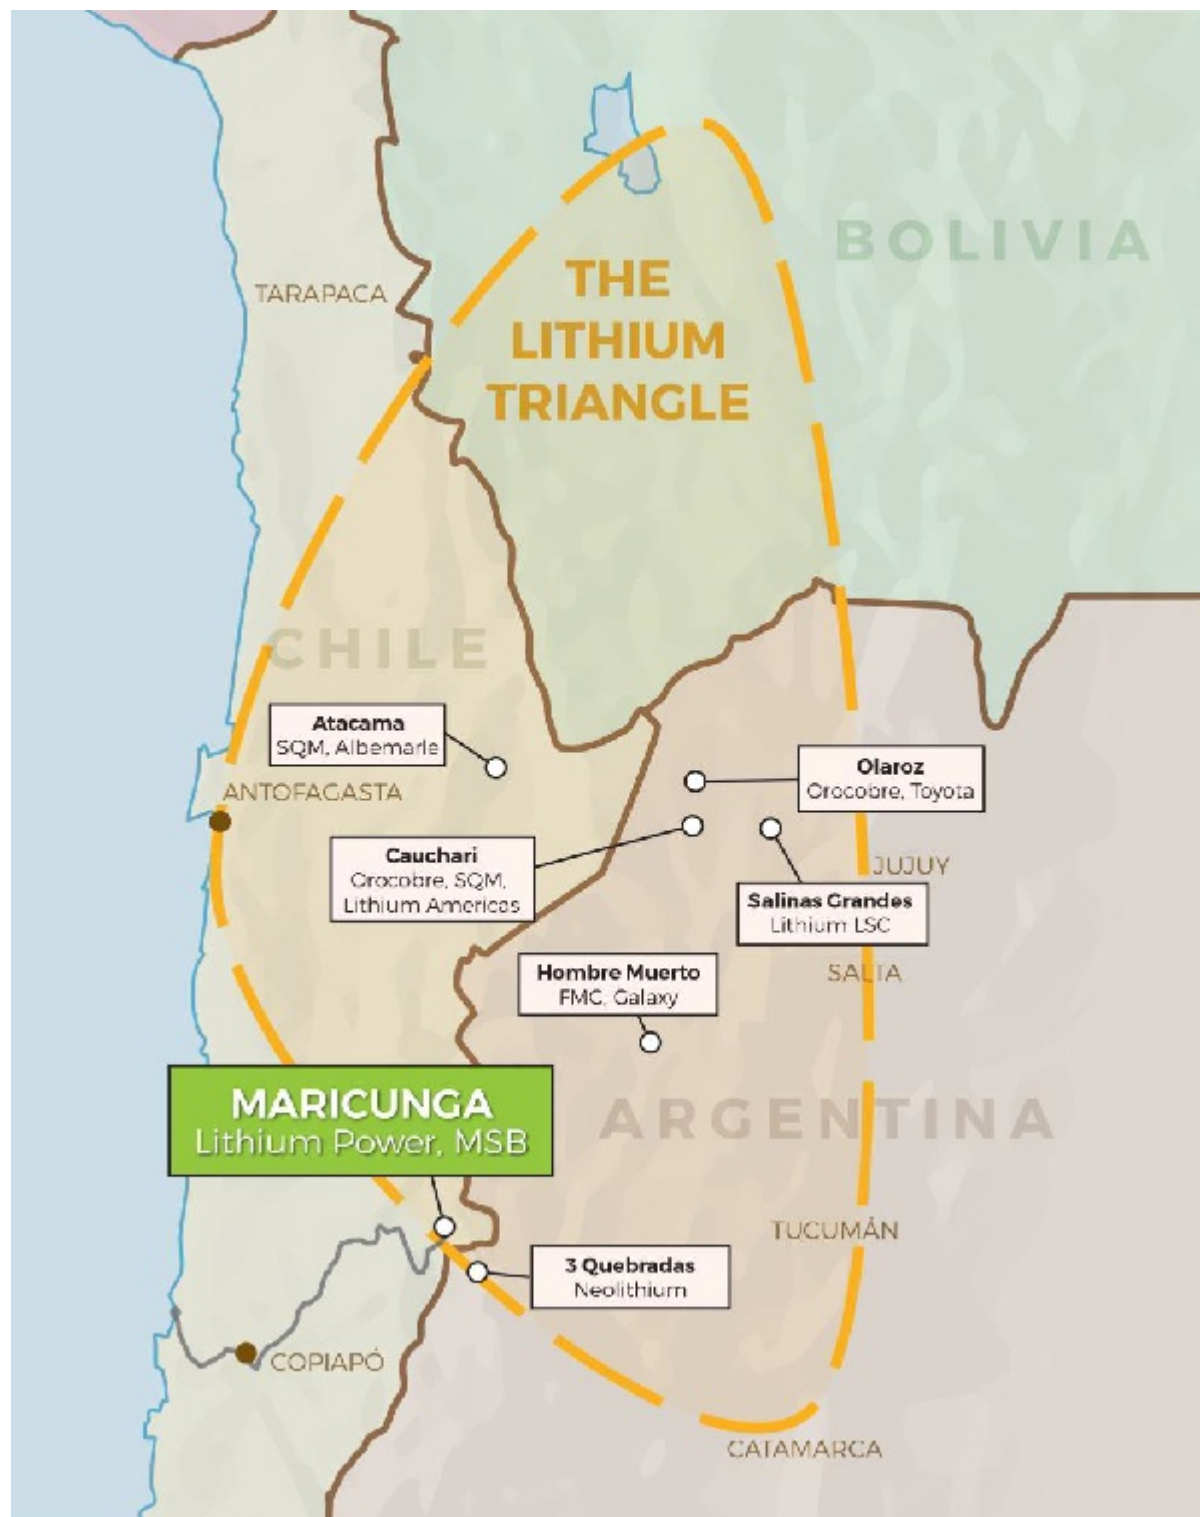 BOLIVIA
THE
LITHIUM
TRIANGLE
TARAPACA
CHILE
Atacama
SQM, Albemarle
ANTOFAGASTA
Olaroz
Orocobre, Toyota
Cauchari
Orocobre, SQM,
Lithium Americas
JUJUY
Salinas Grandes
Lithium LSC
Hombre Muerto
FMC, Galaxy
SALTA
MARICUNGA
Lithium Power, MSB
ARGENTINA
TUCUMÁN
3 Quebradas
Neolithium
COPIAPÓ
CATAMARCA